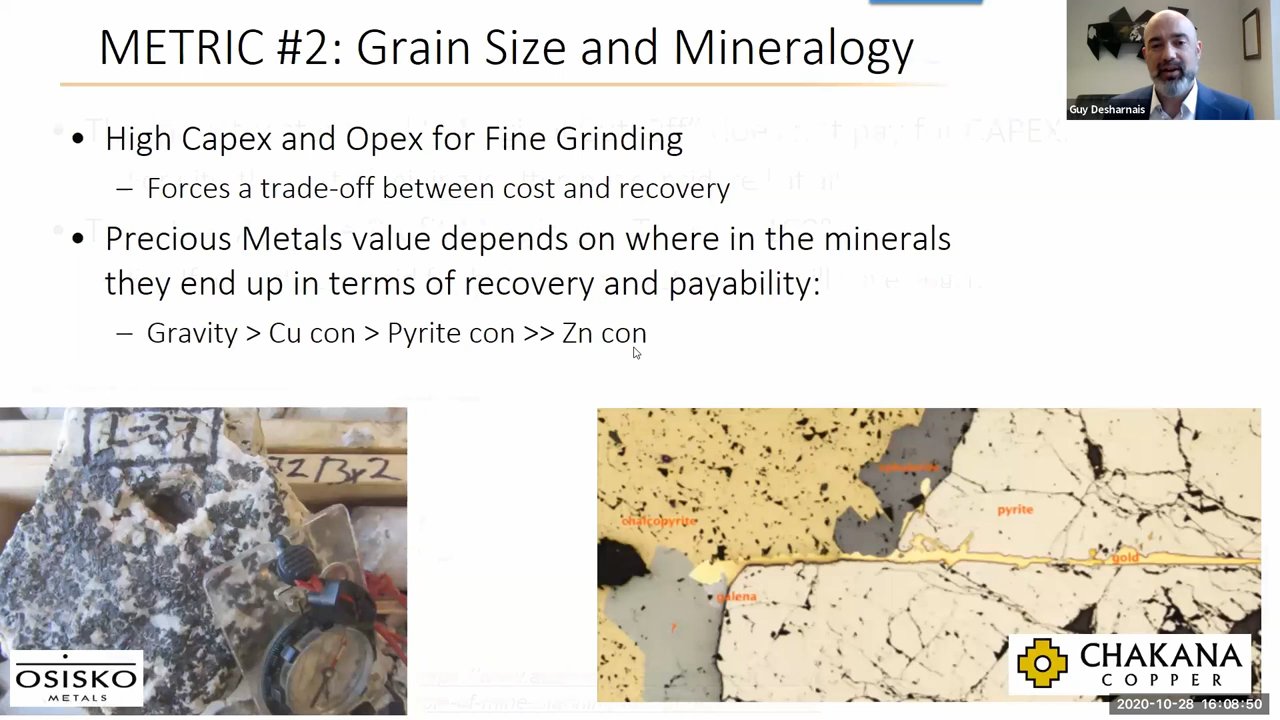 METRIC #2: Grain Size and Mineralogy
Guy Desharnais
• High Capex and Opex for Fine Grinding
– Forces a trade-off between cost and recovery
• Precious Metals value depends on where in the minerals
they end up in terms of recovery and payability:
– Gravity > Cu con > Pyrite con >> Zn con
L-37
chalcopyrite
pyrite
gold
galena
?
OSISKO
METALS
CHAKANA
COPPER
2020-10-28 16:08:50